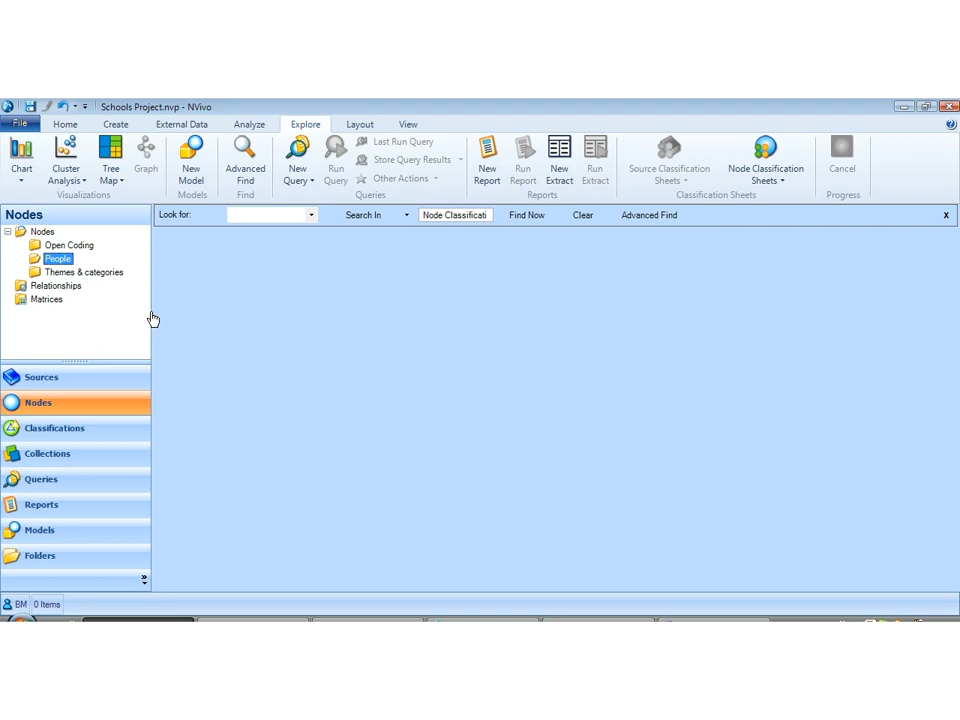 Schools Project.nvp - NVivo
File Home Create External Data Analyze Explore Layout View
Chart Cluster Analysis Tree Map Graph New Model Advanced Find New Query Run Query Last Run Query Store Query Results Other Actions New Report Run Report New Extract Run Extract Source Classification Sheets Node Classification Sheets Cancel
Visualizations Models Find Queries Reports Classification Sheets Progress
Nodes
Look for: Search In Node Classificati Find Now Clear Advanced Find X
Nodes
Open Coding
People
Themes & categories
Relationships
Matrices
Sources
Nodes
Classifications
Collections
Queries
Reports
Models
Folders
BM 0 Items